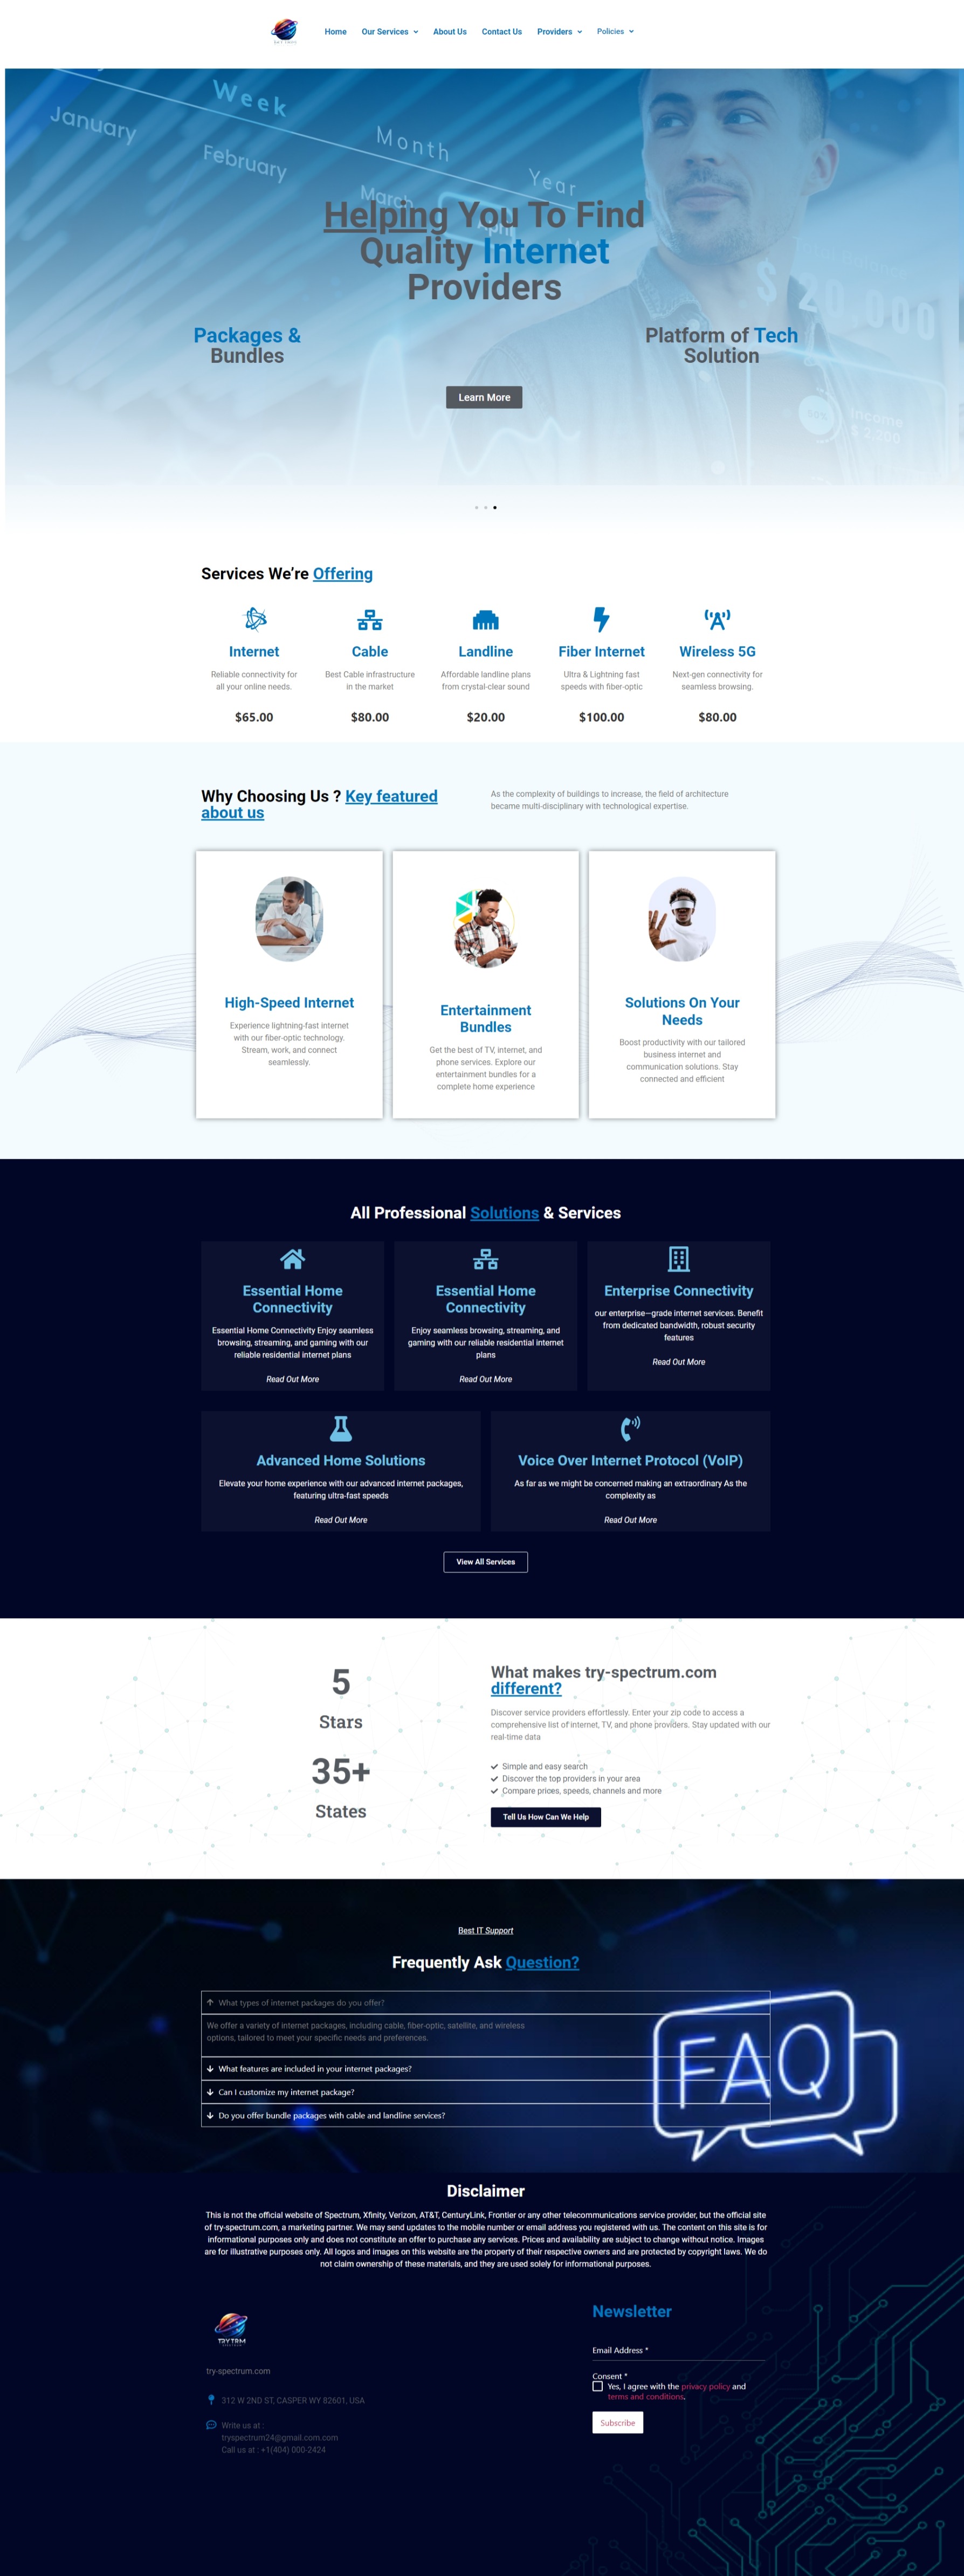 Home Our Services About Us Contact Us Providers Policies
Week
January
Month
February
Year
March
April
Helping You To Find
Quality Internet
Providers
$ 20,000
Packages &
Bundles
Platform of Tech
Solution
Learn More
50%
Income
$ 2,200
Services We're Offering
Internet
Reliable connectivity for
all your online needs.
$65.00
Cable
Best Cable infrastructure
in the market
$80.00
Landline
Affordable landline plans
from crystal-clear sound
$20.00
Fiber Internet
Ultra & Lightning fast
speeds with fiber-optic
$100.00
Wireless 5G
Next-gen connectivity for
seamless browsing.
$80.00
Why Choosing Us ? Key featured
about us
As the complexity of buildings to increase, the field of architecture
became multi-disciplinary with technological expertise.
High-Speed Internet
Experience lightning-fast internet
with our fiber-optic technology.
Stream, work, and connect
seamlessly.
Entertainment
Bundles
Get the best of TV, internet, and
phone services. Explore our
entertainment bundles for a
complete home experience
Solutions On Your
Needs
Boost productivity with our tailored
business internet and
communication solutions. Stay
connected and efficient
All Professional Solutions & Services
Essential Home
Connectivity
Essential Home Connectivity Enjoy seamless
browsing, streaming, and gaming with our
reliable residential internet plans
Read Out More
Essential Home
Connectivity
Enjoy seamless browsing, streaming, and
gaming with our reliable residential internet
plans
Read Out More
Enterprise Connectivity
our enterprise—grade internet services. Benefit
from dedicated bandwidth, robust security
features
Read Out More
Advanced Home Solutions
Elevate your home experience with our advanced internet packages,
featuring ultra-fast speeds
Read Out More
Voice Over Internet Protocol (VoIP)
As far as we might be concerned making an extraordinary As the
complexity as
Read Out More
View All Services
5
Stars
35+
States
What makes try-spectrum.com
different?
Discover service providers effortlessly. Enter your zip code to access a
comprehensive list of internet, TV, and phone providers. Stay updated with our
real-time data
Simple and easy search
Discover the top providers in your area
Compare prices, speeds, channels and more
Tell Us How Can We Help
Best IT Support
Frequently Ask Question?
What types of internet packages do you offer?
We offer a variety of internet packages, including cable, fiber-optic, satellite, and wireless
options, tailored to meet your specific needs and preferences.
What features are included in your internet packages?
Can I customize my internet package?
Do you offer bundle packages with cable and landline services?
FAQ
Disclaimer
This is not the official website of Spectrum, Xfinity, Verizon, AT&T, CenturyLink, Frontier or any other telecommunications service provider, but the official site
of try-spectrum.com, a marketing partner. We may send updates to the mobile number or email address you registered with us. The content on this site is for
informational purposes only and does not constitute an offer to purchase any services. Prices and availability are subject to change without notice. Images
are for illustrative purposes only. All logos and images on this website are the property of their respective owners and are protected by copyright laws. We do
not claim ownership of these materials, and they are used solely for informational purposes.
TRY TRM
try-spectrum.com
312 W 2ND ST, CASPER WY 82601, USA
Write us at :
tryspectrum24@gmail.com.com
Call us at : +1(404) 000-2424
Newsletter
Email Address *
Consent *
Yes, I agree with the privacy policy and
terms and conditions.
Subscribe